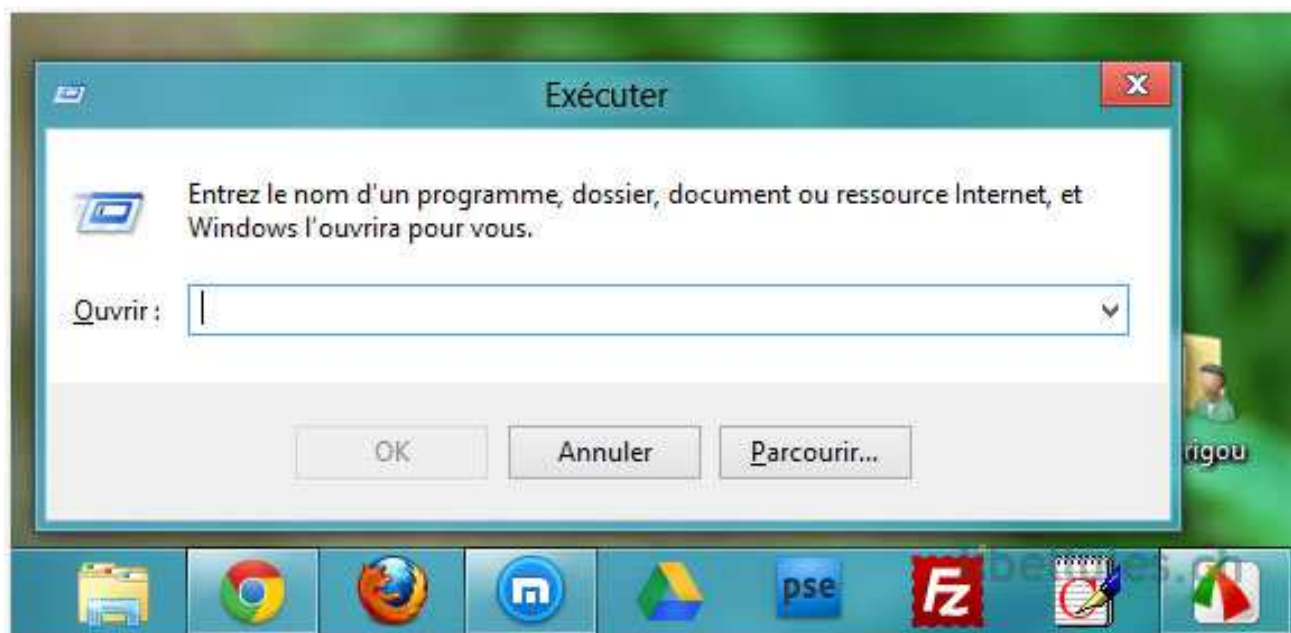 Exécuter
Entrez le nom d'un programme, dossier, document ou ressource Internet, et
Windows l'ouvrira pour vous.
Ouvrir :
OK
Annuler
Parcourir...
rigou
pse
Fz